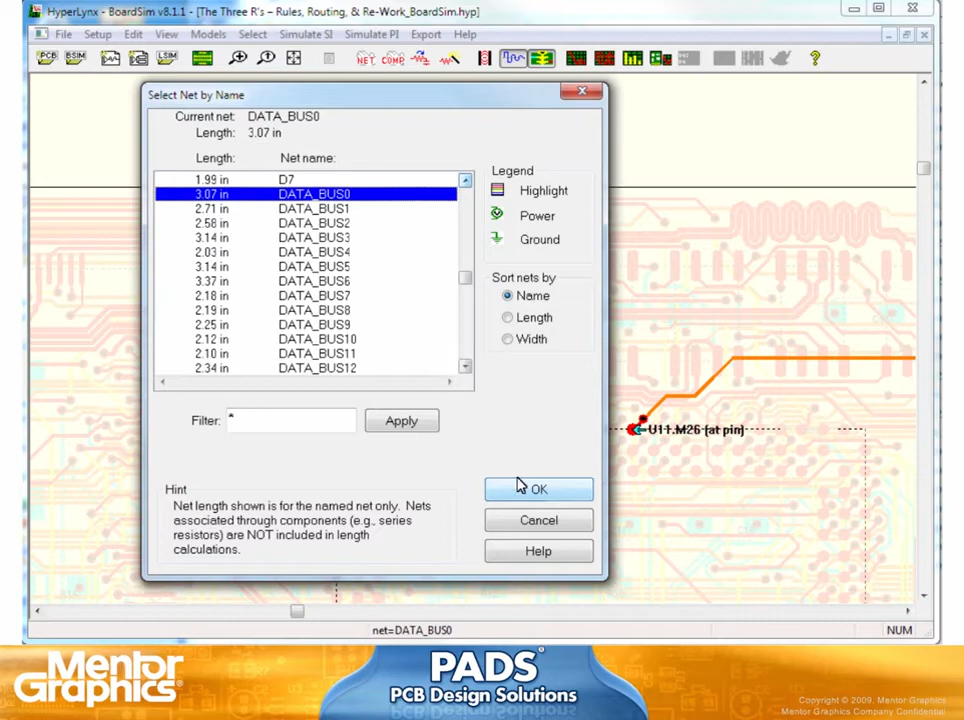 HyperLynx - BoardSim v8.1.1 - [The Three R's – Rules, Routing, & Re-Work_BoardSim.hyp]
File Setup Edit View Models Select Simulate SI Simulate PI Export Help
PCB BSIM LSIM NET COMP
Select Net by Name
Current net: DATA_BUS0
Length: 3.07 in
Length: Net name:
1.99 in D7
3.07 in DATA_BUS0
2.71 in DATA_BUS1
2.58 in DATA_BUS2
3.14 in DATA_BUS3
2.03 in DATA_BUS4
3.14 in DATA_BUS5
3.37 in DATA_BUS6
2.18 in DATA_BUS7
2.19 in DATA_BUS8
2.25 in DATA_BUS9
2.12 in DATA_BUS10
2.10 in DATA_BUS11
2.34 in DATA_BUS12
Legend
Highlight
Power
Ground
Sort nets by
Name
Length
Width
Filter: * Apply
U11.M26 (at pin)
Hint
Net length shown is for the named net only. Nets
associated through components (e.g., series
resistors) are NOT included in length
calculations.
OK
Cancel
Help
net=DATA_BUS0 NUM
Mentor
Graphics
PADS
PCB Design Solutions
Copyright © 2009, Mentor Graphics
Mentor Graphics Company Confidential